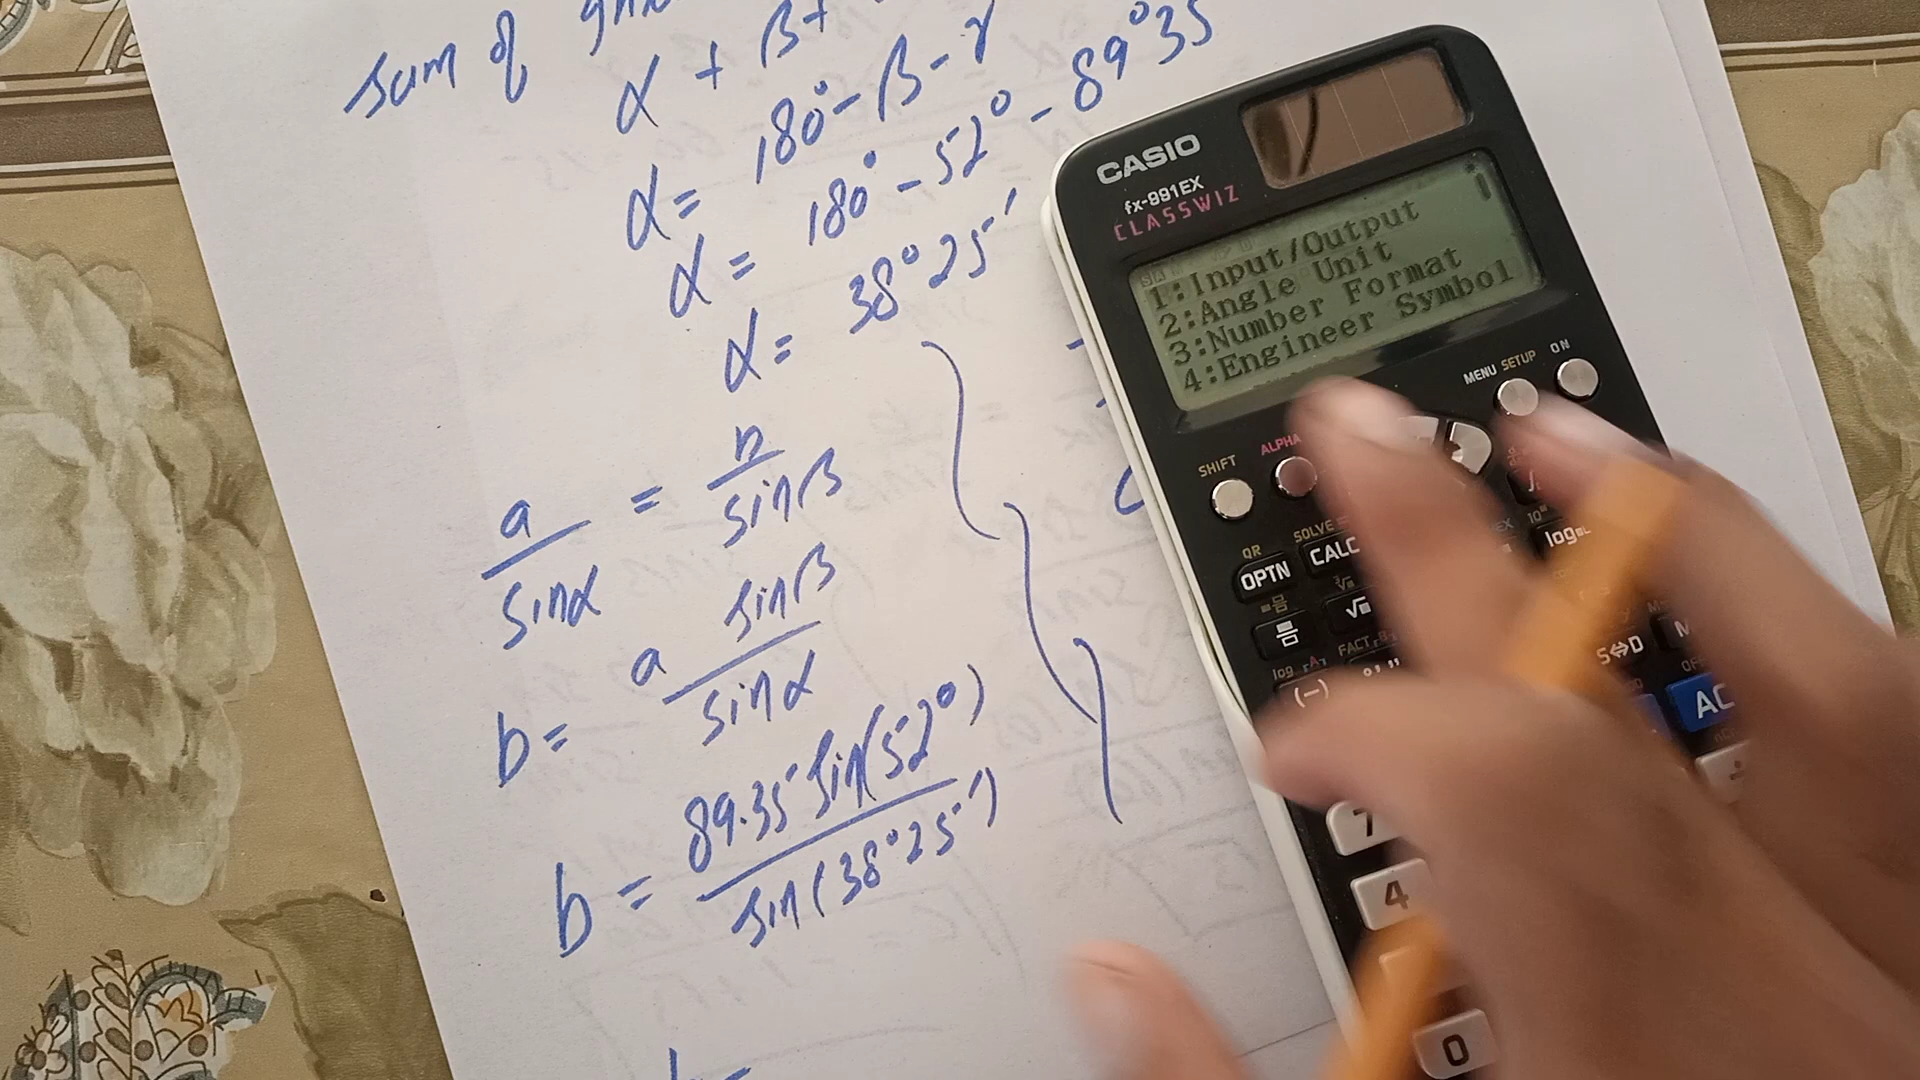 sum of
α + β +
α = 180° - β - γ
α = 180° - 52° - 89°35
α = 38°25'
a/sinα = b/sinβ
b = a sinβ/sinα
b = 89.35 sin(52°)/sin(38°25')
CASIO
fx-991EX
CLASSWIZ
1:Input/Output
2:Angle Unit
3:Number Format
4:Engineer Symbol
MENU SETUP ON
SHIFT ALPHA
QR SOLVE =
OPTN CALC
log
FACT
(-) °'"
S⇔D
AC
7
4
0